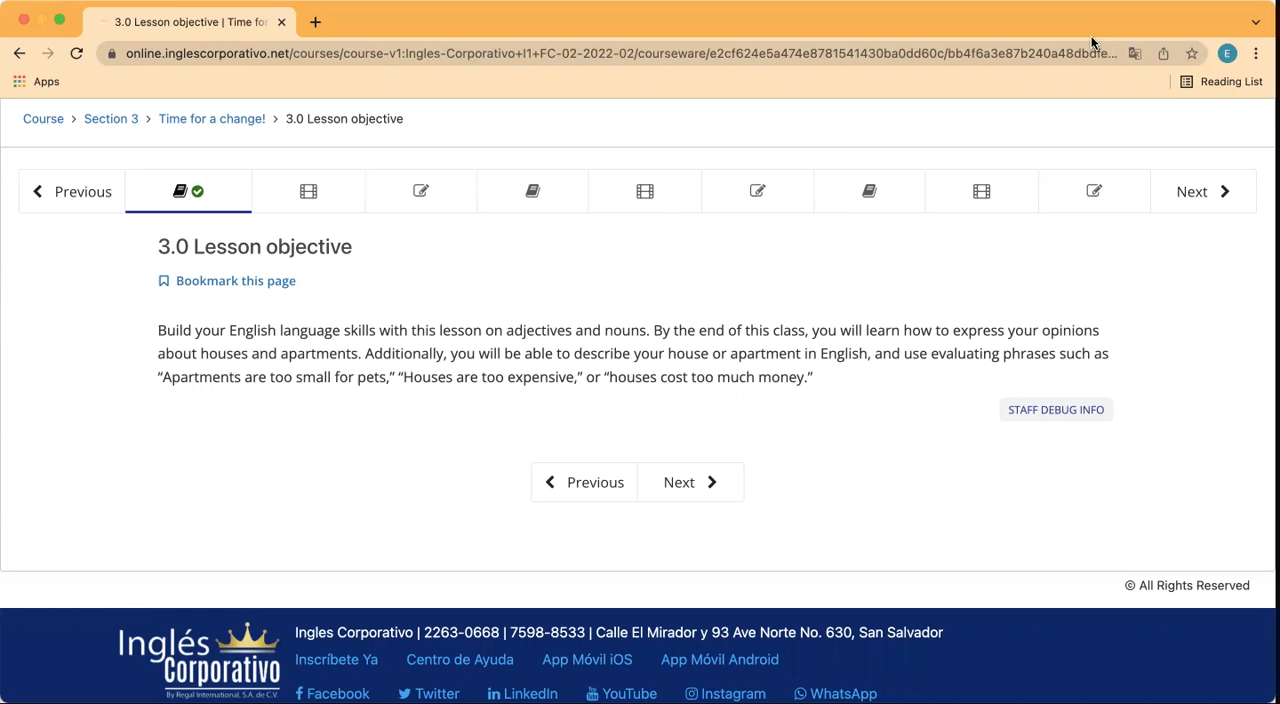 3.0 Lesson objective | Time for
online.inglescorporativo.net/courses/course-v1:Ingles-Corporativo+I1+FC-02-2022-02/courseware/e2cf624e5a474e8781541430ba0dd60c/bb4f6a3e87b240a48dbdfe...
E
Apps
Reading List
Course > Section 3 > Time for a change! > 3.0 Lesson objective
Previous
Next
3.0 Lesson objective
Bookmark this page
Build your English language skills with this lesson on adjectives and nouns. By the end of this class, you will learn how to express your opinions
about houses and apartments. Additionally, you will be able to describe your house or apartment in English, and use evaluating phrases such as
“Apartments are too small for pets,” “Houses are too expensive,” or “houses cost too much money.”
STAFF DEBUG INFO
Previous Next
© All Rights Reserved
Inglés
Corporativo
By Regal International, S.A. de C.V.
Ingles Corporativo | 2263-0668 | 7598-8533 | Calle El Mirador y 93 Ave Norte No. 630, San Salvador
Inscríbete Ya Centro de Ayuda App Móvil iOS App Móvil Android
Facebook Twitter LinkedIn YouTube Instagram WhatsApp